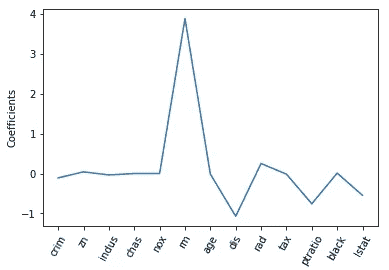 4
3
2
1
0
−1
Coefficients
crim
zn
indus
chas
nox
rm
age
dis
rad
tax
ptratio
black
lstat